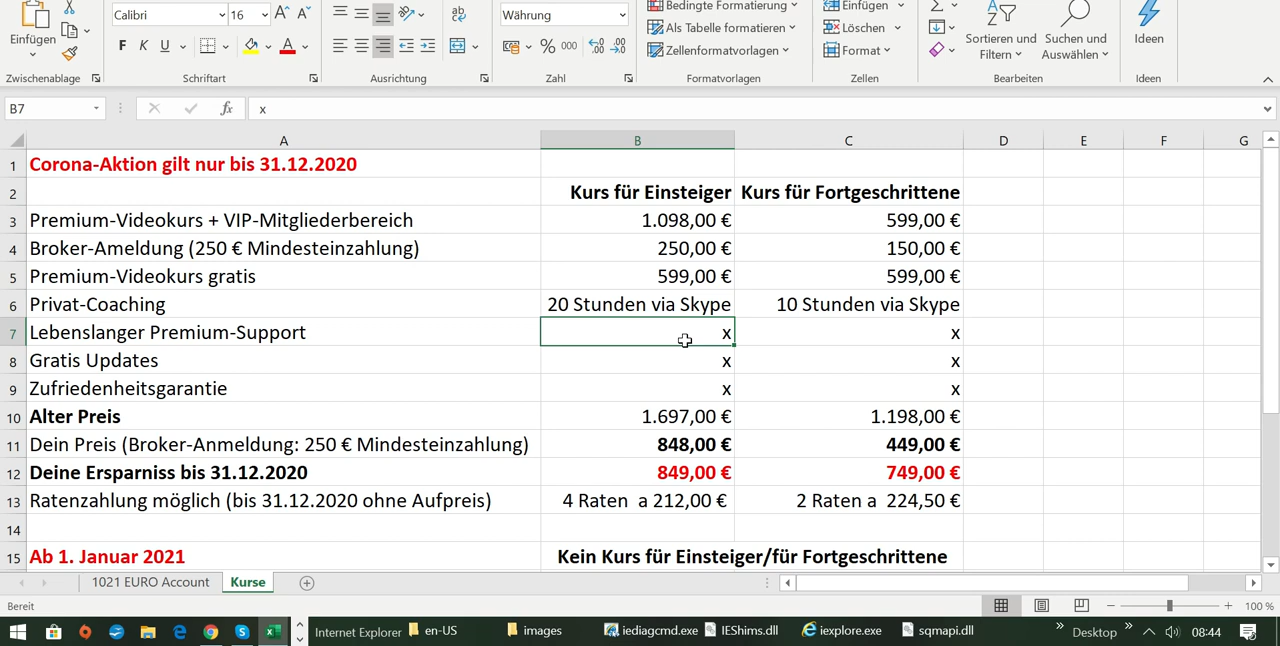 Calibri 16
ab
Währung
Bedingte Formatierung
Einfügen
Einfügen
F K U
% 000
Als Tabelle formatieren
Zellenformatvorlagen
Löschen
Format
Sortieren und Filtern
Suchen und Auswählen
Ideen
Zwischenablage Schriftart Ausrichtung Zahl Formatvorlagen Zellen Bearbeiten Ideen
B7 fx x
A B C D E F G
1 Corona-Aktion gilt nur bis 31.12.2020
2 Kurs für Einsteiger Kurs für Fortgeschrittene
3 Premium-Videokurs + VIP-Mitgliederbereich 1.098,00 € 599,00 €
4 Broker-Ameldung (250 € Mindesteinzahlung) 250,00 € 150,00 €
5 Premium-Videokurs gratis 599,00 € 599,00 €
6 Privat-Coaching 20 Stunden via Skype 10 Stunden via Skype
7 Lebenslanger Premium-Support x x
8 Gratis Updates x x
9 Zufriedenheitsgarantie x x
10 Alter Preis 1.697,00 € 1.198,00 €
11 Dein Preis (Broker-Anmeldung: 250 € Mindesteinzahlung) 848,00 € 449,00 €
12 Deine Ersparniss bis 31.12.2020 849,00 € 749,00 €
13 Ratenzahlung möglich (bis 31.12.2020 ohne Aufpreis) 4 Raten a 212,00 € 2 Raten a 224,50 €
14
15 Ab 1. Januar 2021 Kein Kurs für Einsteiger/für Fortgeschrittene
1021 EURO Account Kurse
Bereit 100 %
Internet Explorer en-US images iediagcmd.exe IEShims.dll iexplore.exe sqmapi.dll Desktop 08:44